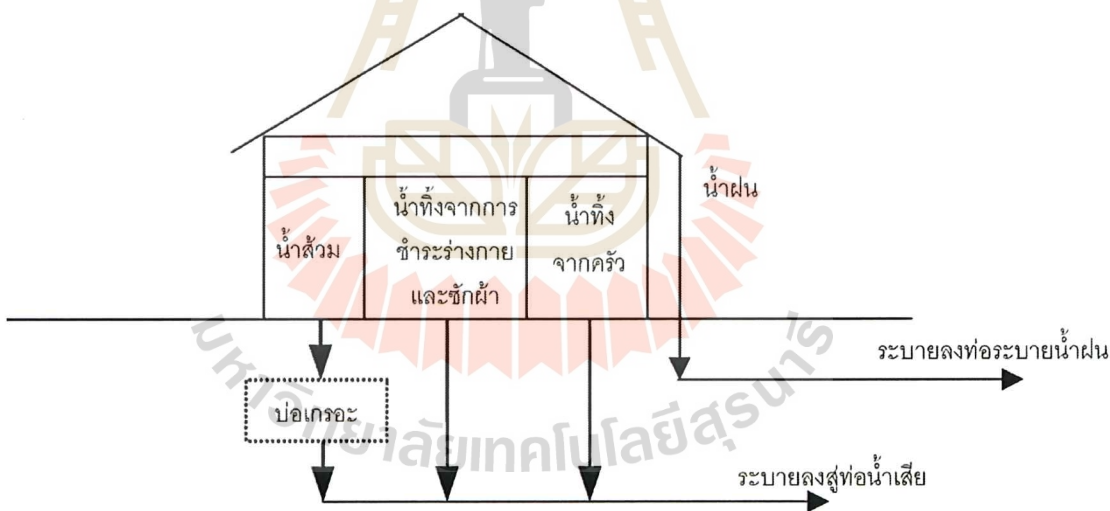 น้ำฝน
น้ำส้วม
น้ำทิ้งจากการ
ชำระร่างกาย
และซักผ้า
น้ำทิ้ง
จากครัว
ระบายลงท่อระบายน้ำฝน
บ่อเกรอะ
ระบายลงสู่ท่อน้ำเสีย
มหาวิทยาลัยเทคโนโลยีสุรนารี